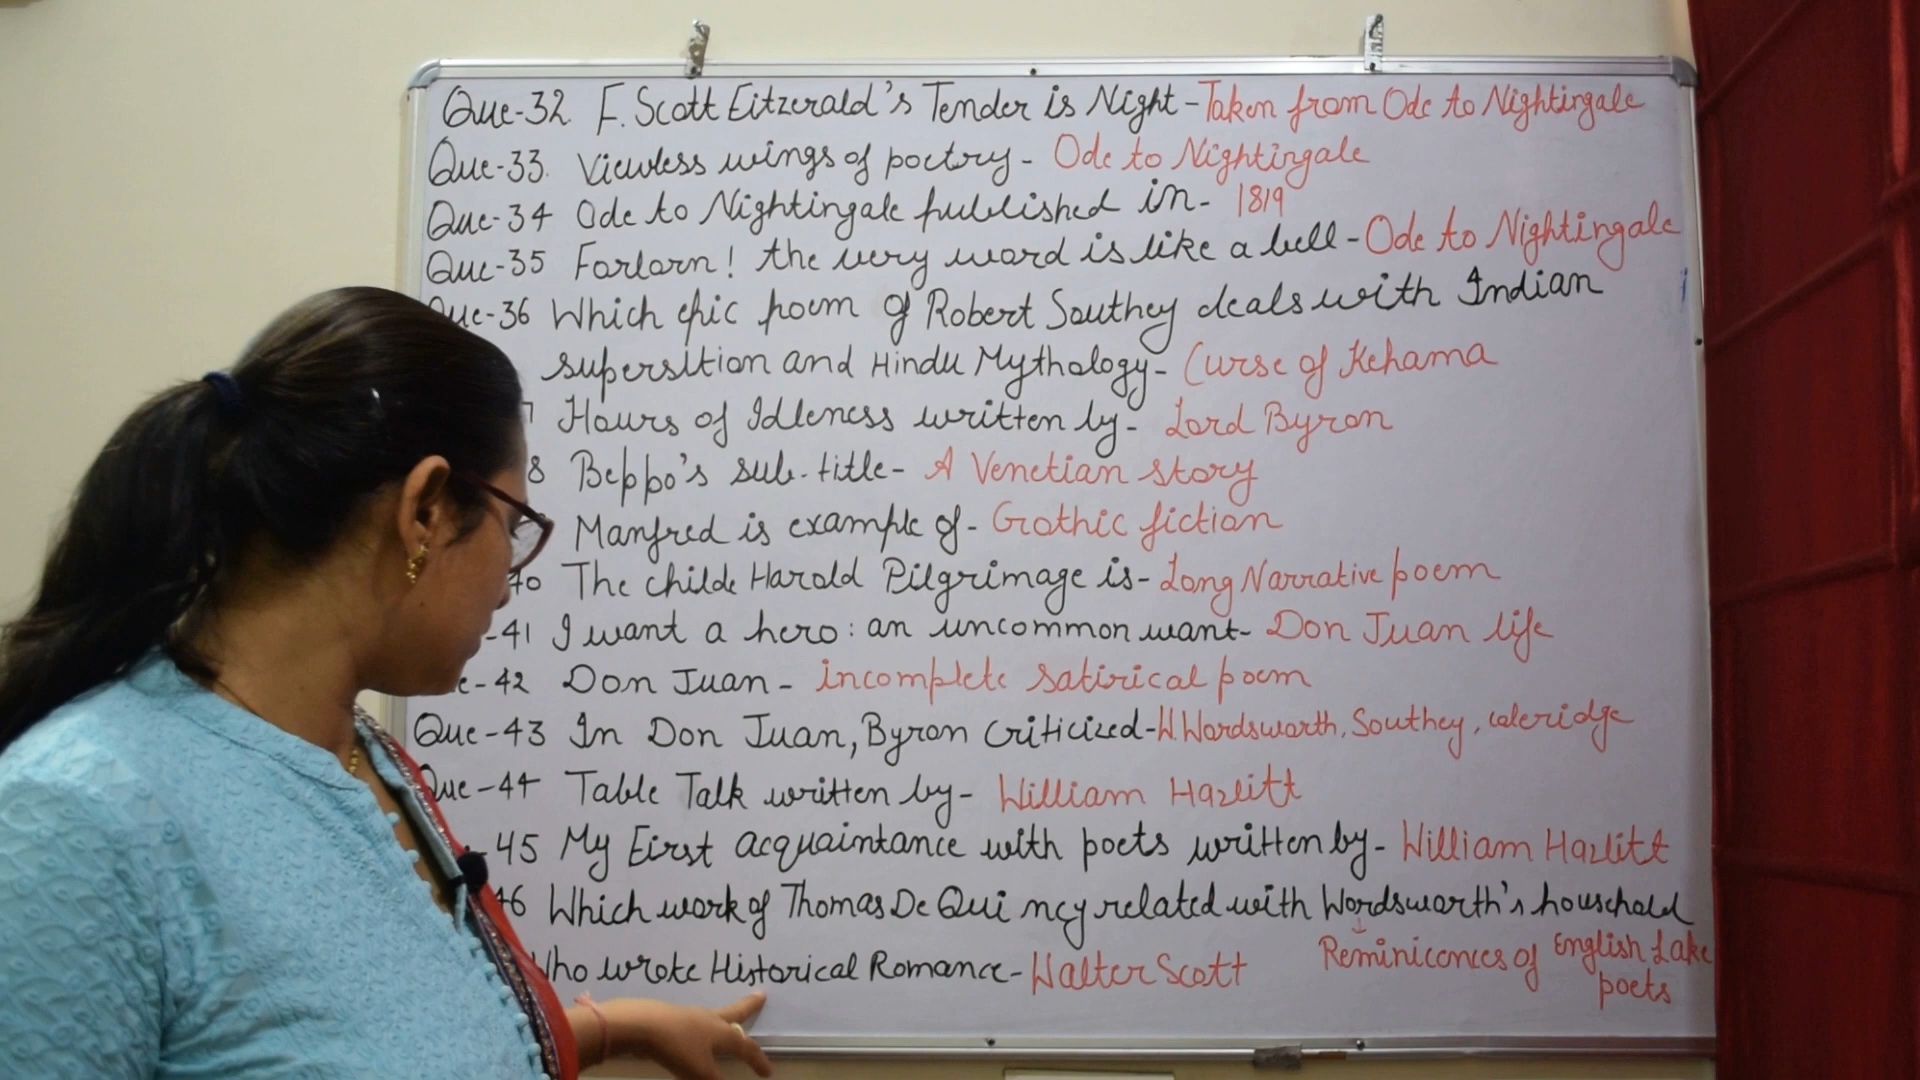 Que-32. F. Scott Fitzerald's Tender is Night - Taken from Ode to Nightingale
Que-33. Viewless wings of poetry - Ode to Nightingale
Que-34 Ode to Nightingale published in - 1819
Que-35 Forlorn! the very word is like a bell - Ode to Nightingale
Que-36 Which epic poem of Robert Southey deals with Indian
supersition and Hindu Mythology - Curse of Kehama
7 Hours of Idleness written by - Lord Byron
8 Beppo's sub-title - A Venetian story
Manfred is example of - Gothic fiction
40 The childe Harold Pilgrimage is - Long Narrative poem
-41 I want a hero: an uncommon want - Don Juan life
e-42 Don Juan - incomplete satirical poem
Que-43 In Don Juan, Byron criticized - W. Wordsworth, Southey, coleridge
Que-44 Table Talk written by - William Hazlitt
-45 My First acquaintance with poets written by - William Hazlitt
46 Which work of Thomas De Quincy related with Wordsworth's household
↓
Reminicences of English Lake
poets
Who wrote Historical Romance - Walter Scott